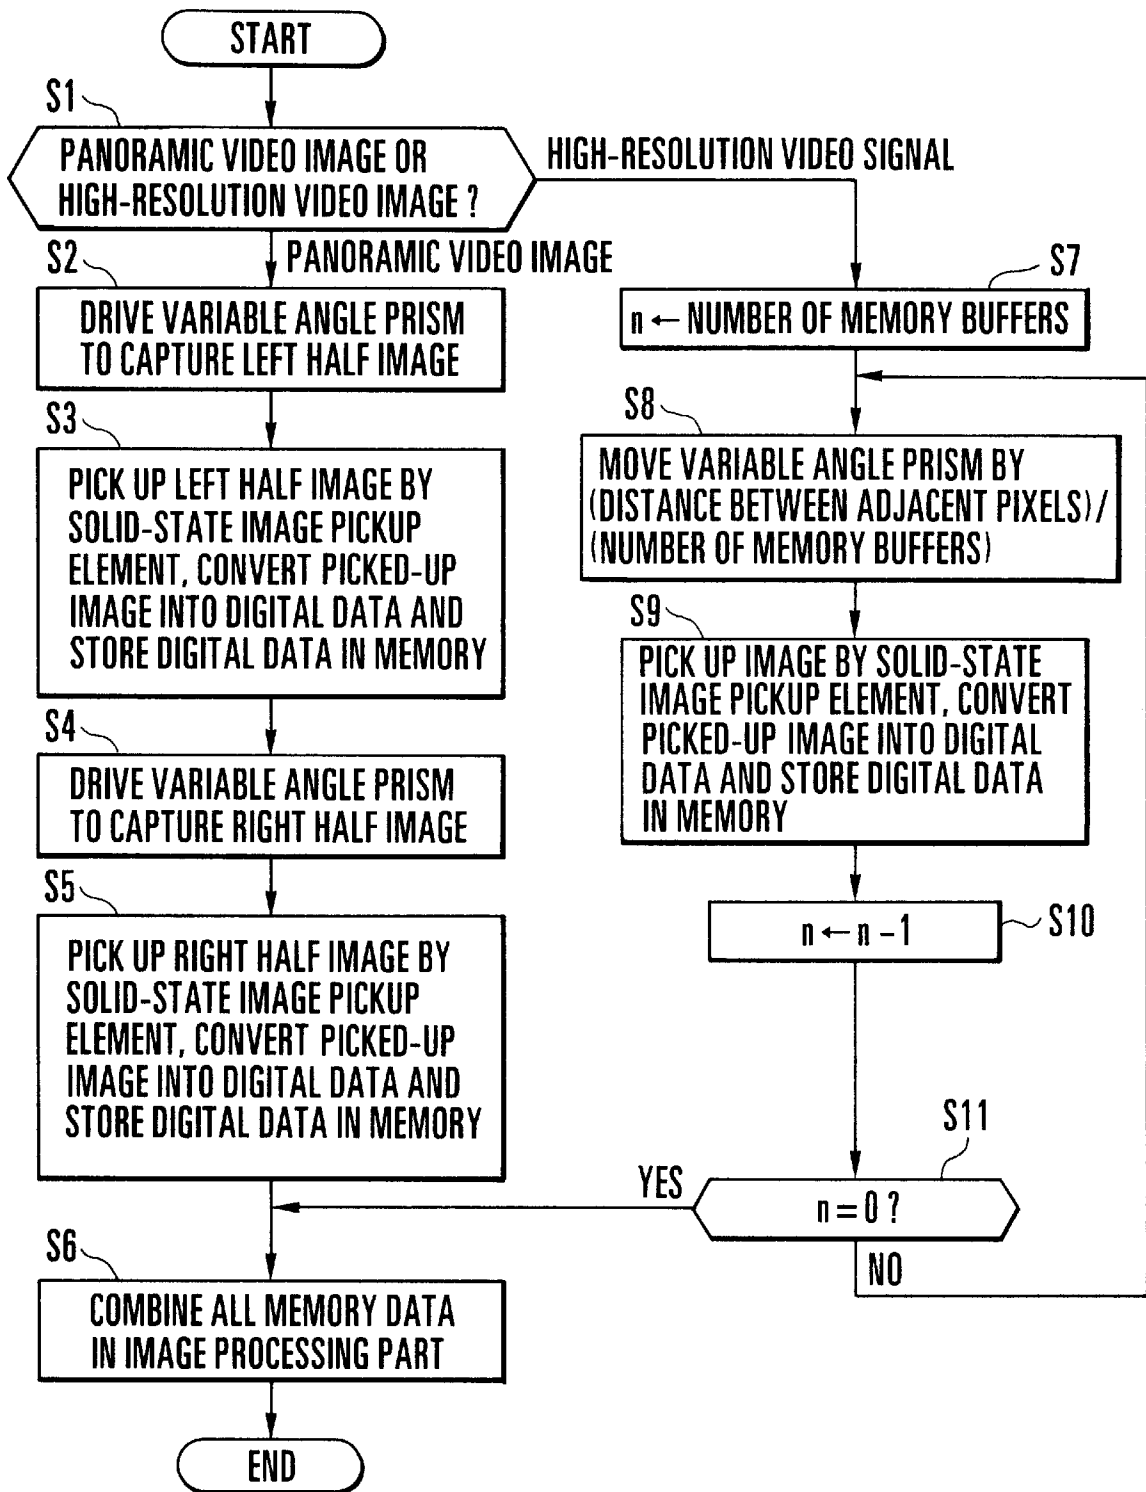 START
S1
PANORAMIC VIDEO IMAGE OR
HIGH-RESOLUTION VIDEO IMAGE ?
HIGH-RESOLUTION VIDEO SIGNAL
PANORAMIC VIDEO IMAGE
S2
DRIVE VARIABLE ANGLE PRISM
TO CAPTURE LEFT HALF IMAGE
S3
PICK UP LEFT HALF IMAGE BY
SOLID-STATE IMAGE PICKUP
ELEMENT, CONVERT PICKED-UP
IMAGE INTO DIGITAL DATA AND
STORE DIGITAL DATA IN MEMORY
S4
DRIVE VARIABLE ANGLE PRISM
TO CAPTURE RIGHT HALF IMAGE
S5
PICK UP RIGHT HALF IMAGE BY
SOLID-STATE IMAGE PICKUP
ELEMENT, CONVERT PICKED-UP
IMAGE INTO DIGITAL DATA AND
STORE DIGITAL DATA IN MEMORY
S6
COMBINE ALL MEMORY DATA
IN IMAGE PROCESSING PART
END
S7
n ← NUMBER OF MEMORY BUFFERS
S8
MOVE VARIABLE ANGLE PRISM BY
(DISTANCE BETWEEN ADJACENT PIXELS)/
(NUMBER OF MEMORY BUFFERS)
S9
PICK UP IMAGE BY SOLID-STATE
IMAGE PICKUP ELEMENT, CONVERT
PICKED-UP IMAGE INTO DIGITAL
DATA AND STORE DIGITAL DATA
IN MEMORY
S10
n ← n - 1
S11
n = 0 ?
YES
NO